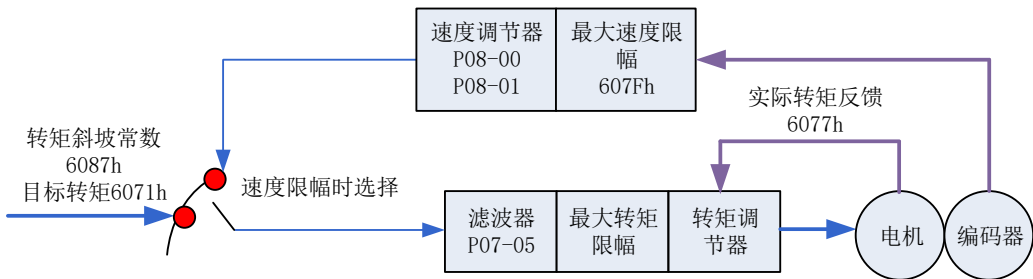 速度调节器
P08-00
P08-01
最大速度限
幅
607Fh
实际转矩反馈
6077h
转矩斜坡常数
6087h
目标转矩6071h
速度限幅时选择
滤波器
P07-05
最大转矩
限幅
转矩调
节器
电机
编码器